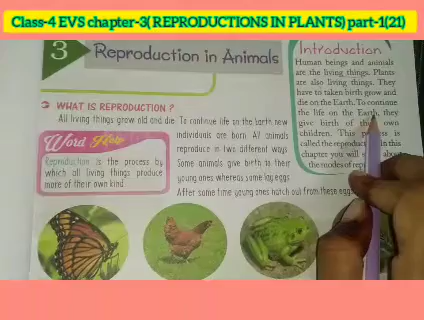 Class-4 EVS chapter-3( REPRODUCTIONS IN PLANTS) part-1(21)
3
Reproduction in Animals
Introduction
Human beings and animals
are the living things. Plants
are also living things. They
have to taken birth grow and
die on the Earth. To continue
the life on the Earth, they
give birth of their own
children. This process is
called the reproduction. In this
chapter you will about
the modes of
WHAT IS REPRODUCTION ?
All living things grow old and die. To continue life on the Earth, new
individuals are born. All animals
reproduce in two different ways
Some animals give birth to their
young ones whereas some lay eggs
After some time young ones hatch out from these eggs
Word Help
Reproduction is the process by
which all living things produce
more of their own kind